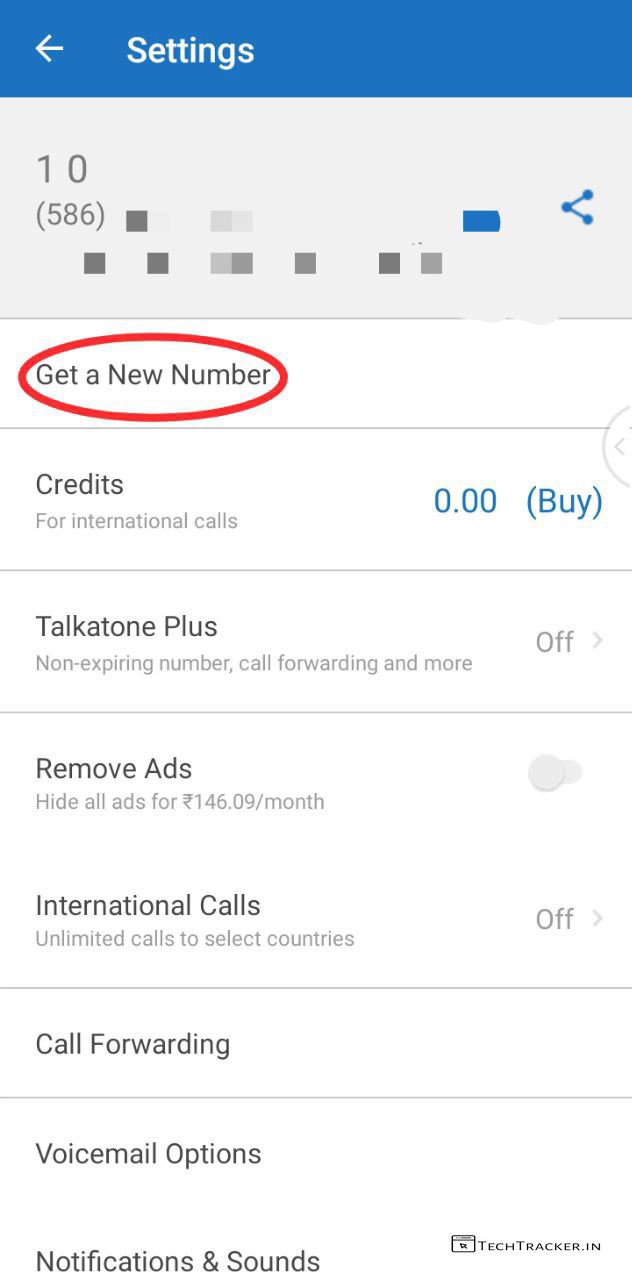 Settings
1 0
(586)
Get a New Number
Credits
0.00 (Buy)
For international calls
Talkatone Plus
Off
Non-expiring number, call forwarding and more
Remove Ads
Hide all ads for ₹146.09/month
International Calls
Off
Unlimited calls to select countries
Call Forwarding
Voicemail Options
Notifications & Sounds
TECHTRACKER.IN